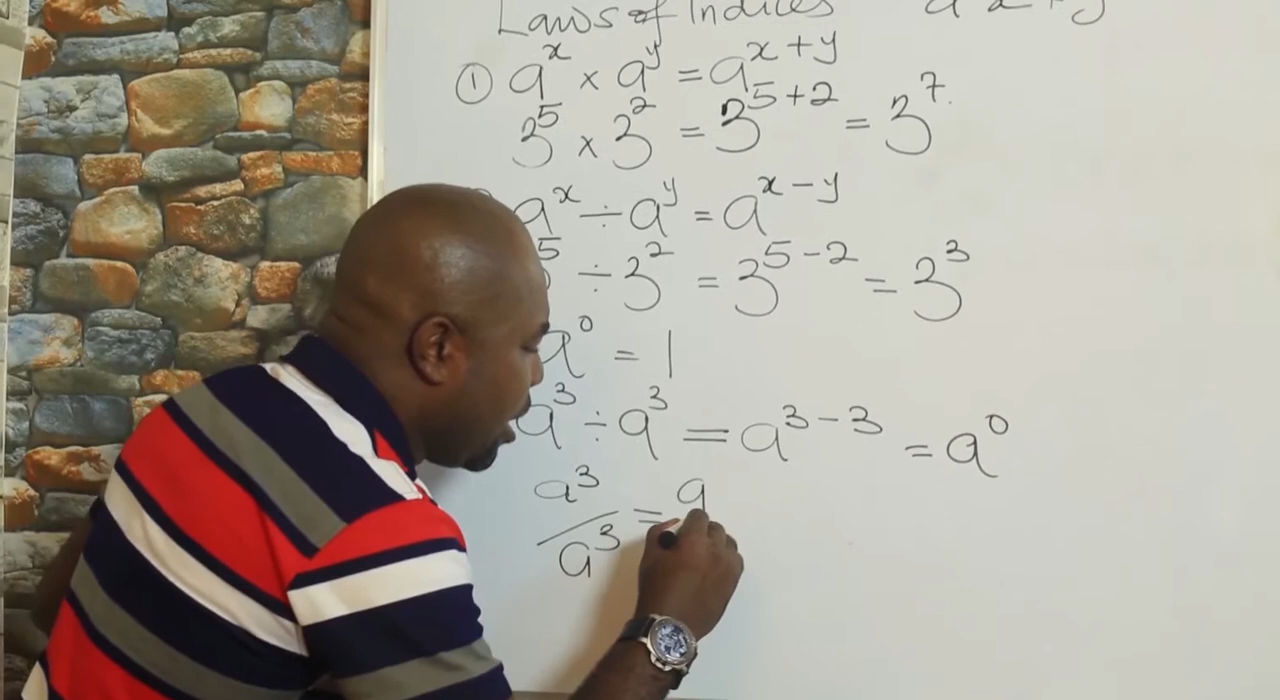 Laws of Indices
① a^x × a^y = a^{x+y}
3^5 × 3^2 = 3^{5+2} = 3^7.
a^x ÷ a^y = a^{x-y}
5 ÷ 3^2 = 3^{5-2} = 3^3
a^0 = 1
a^3 ÷ a^3 = a^{3-3} = a^0
a^3/a^3 = a